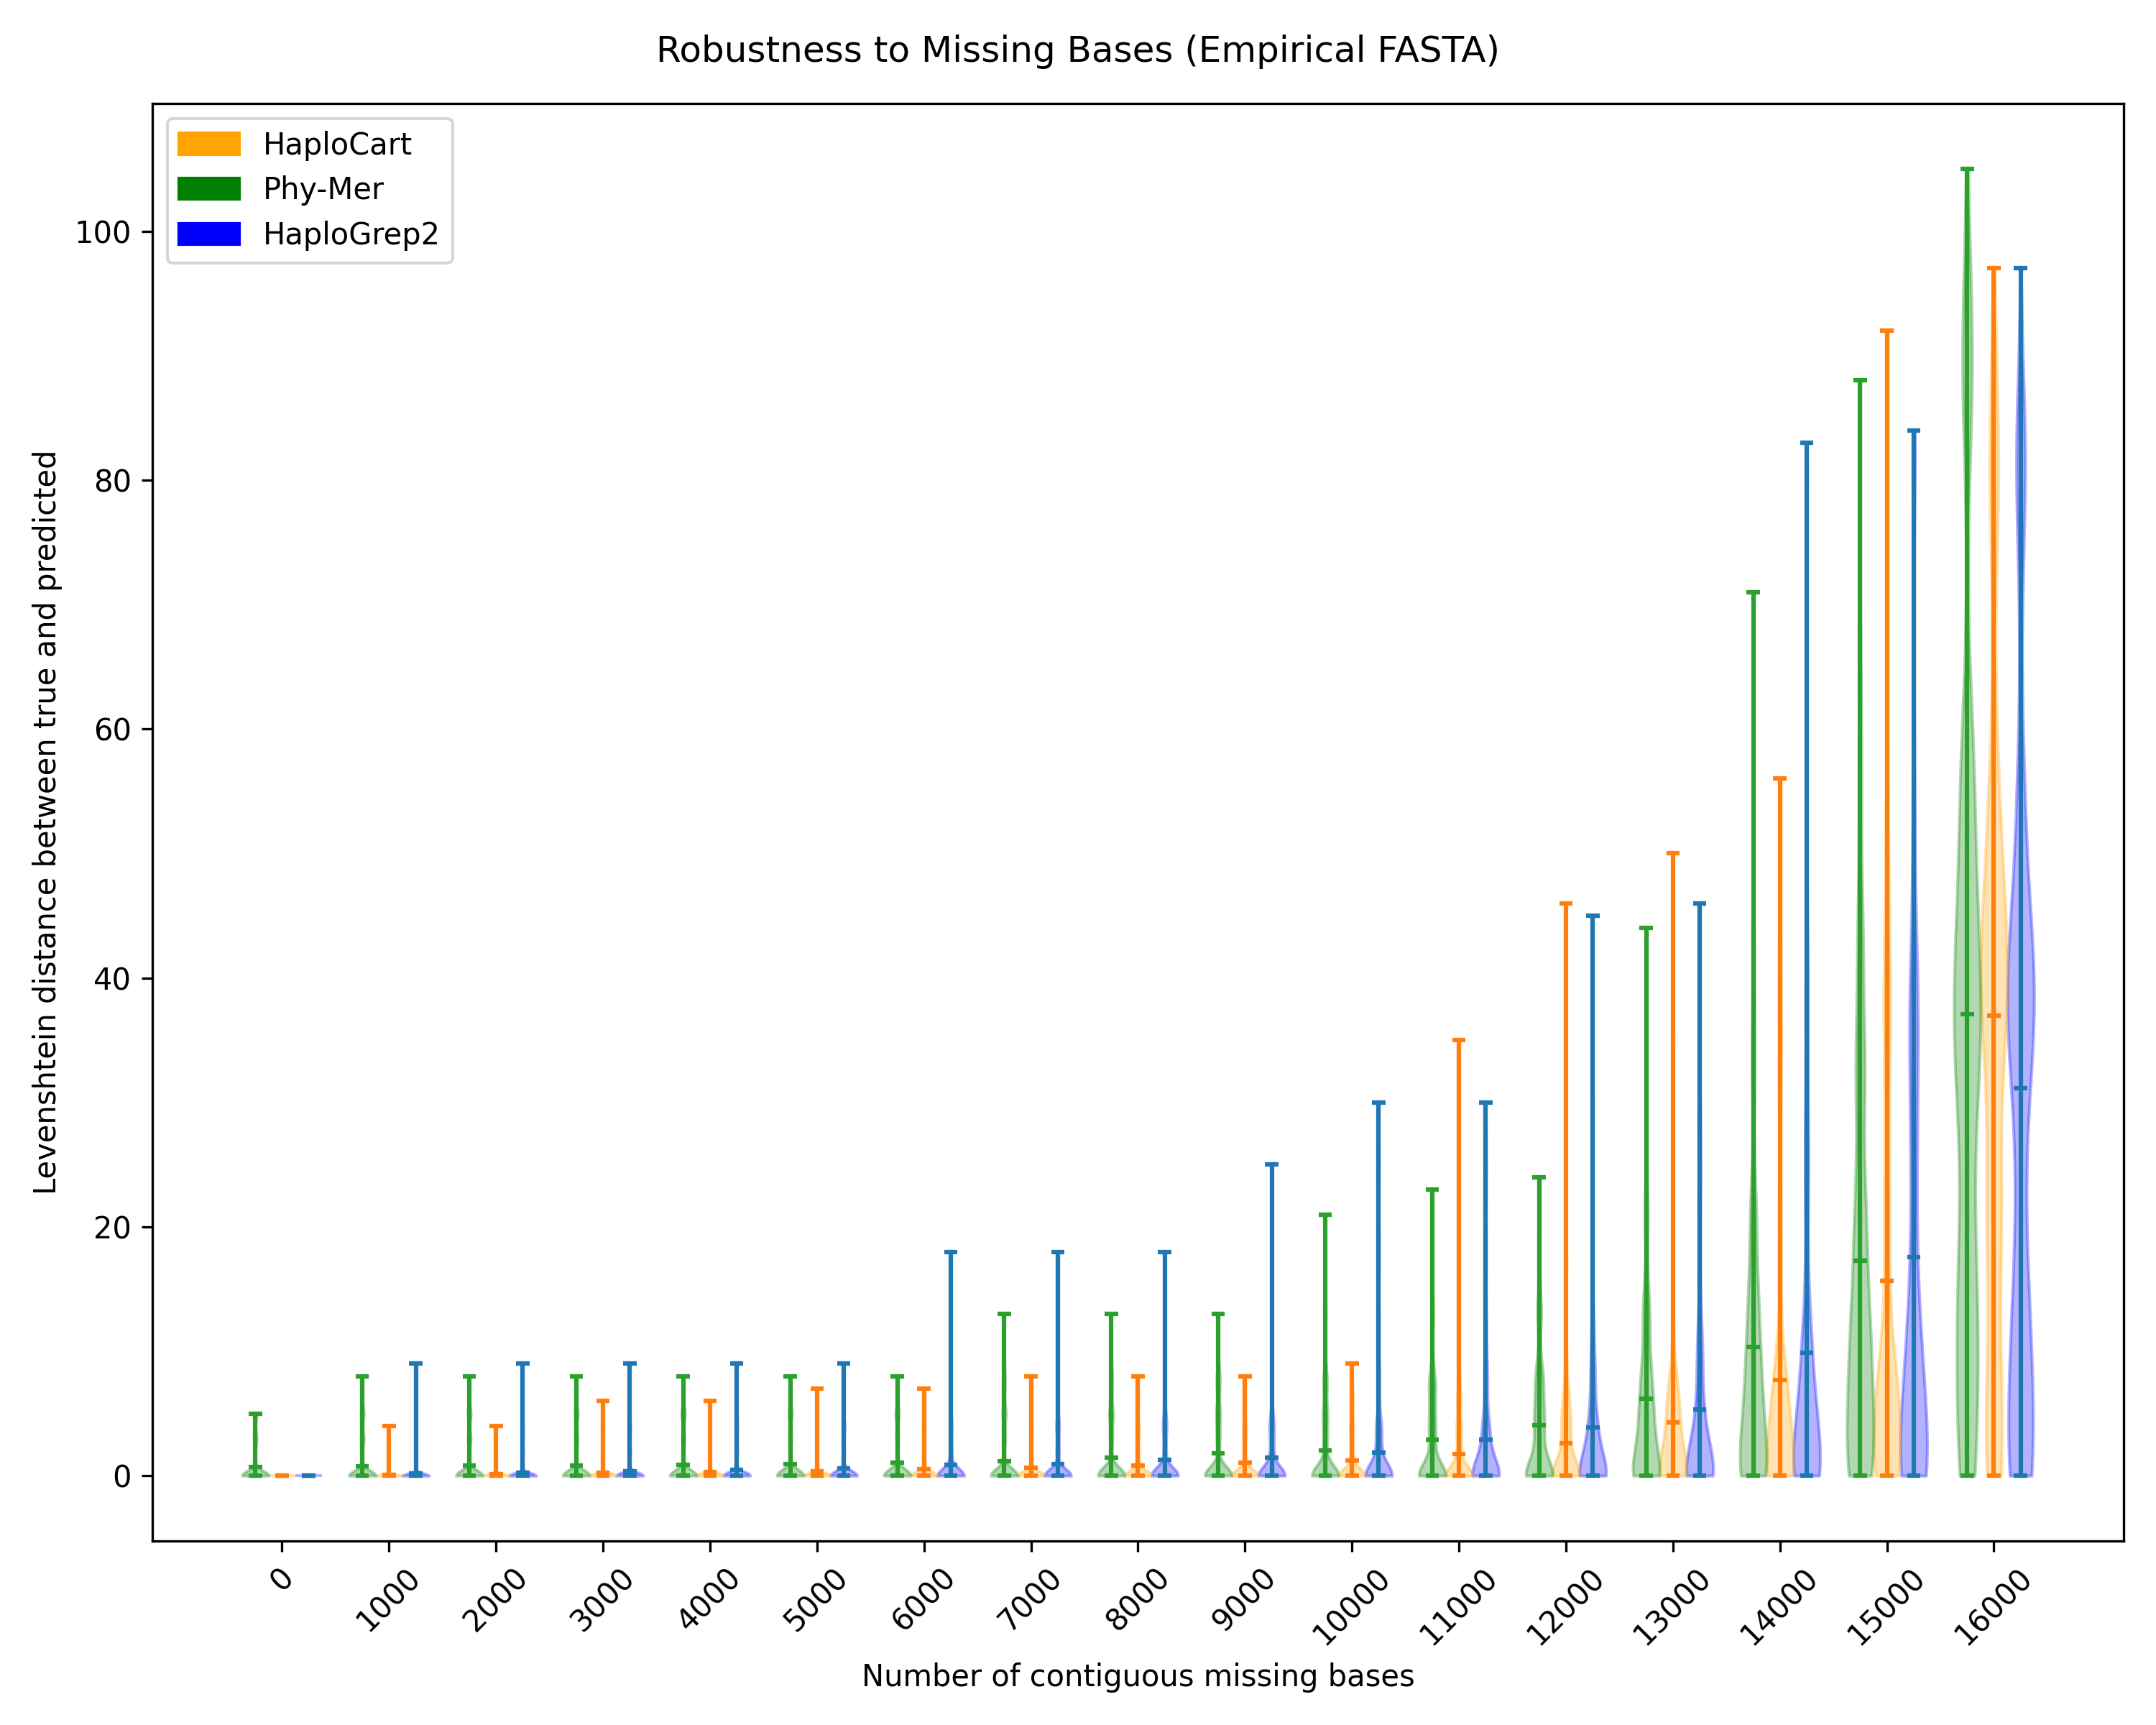 Robustness to Missing Bases (Empirical FASTA)
HaploCart
Phy-Mer
HaploGrep2
Levenshtein distance between true and predicted
100
80
60
40
20
0
0 1000 2000 3000 4000 5000 6000 7000 8000 9000 10000 11000 12000 13000 14000 15000 16000
Number of contiguous missing bases